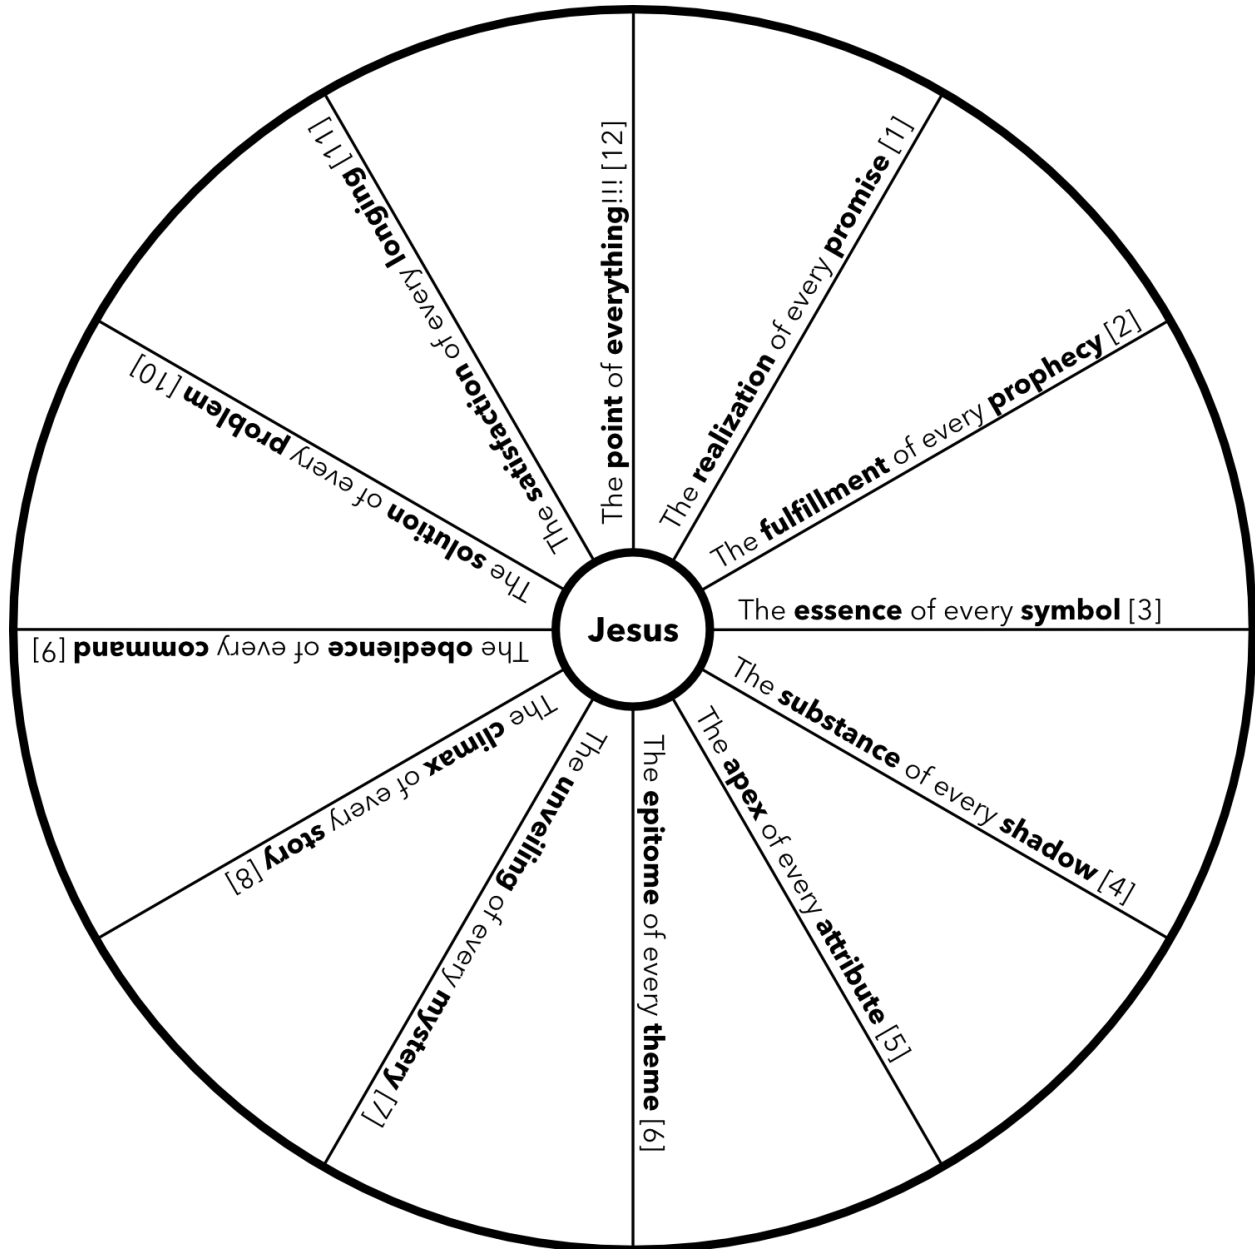 Jesus
The realization of every promise [1]
The fulfillment of every prophecy [2]
The essence of every symbol [3]
The substance of every shadow [4]
The apex of every attribute [5]
The epitome of every theme [6]
The unveiling of every mystery [7]
The climax of every story [8]
The obedience of every command [9]
The solution of every problem [10]
The satisfaction of every longing [11]
The point of everything!!! [12]